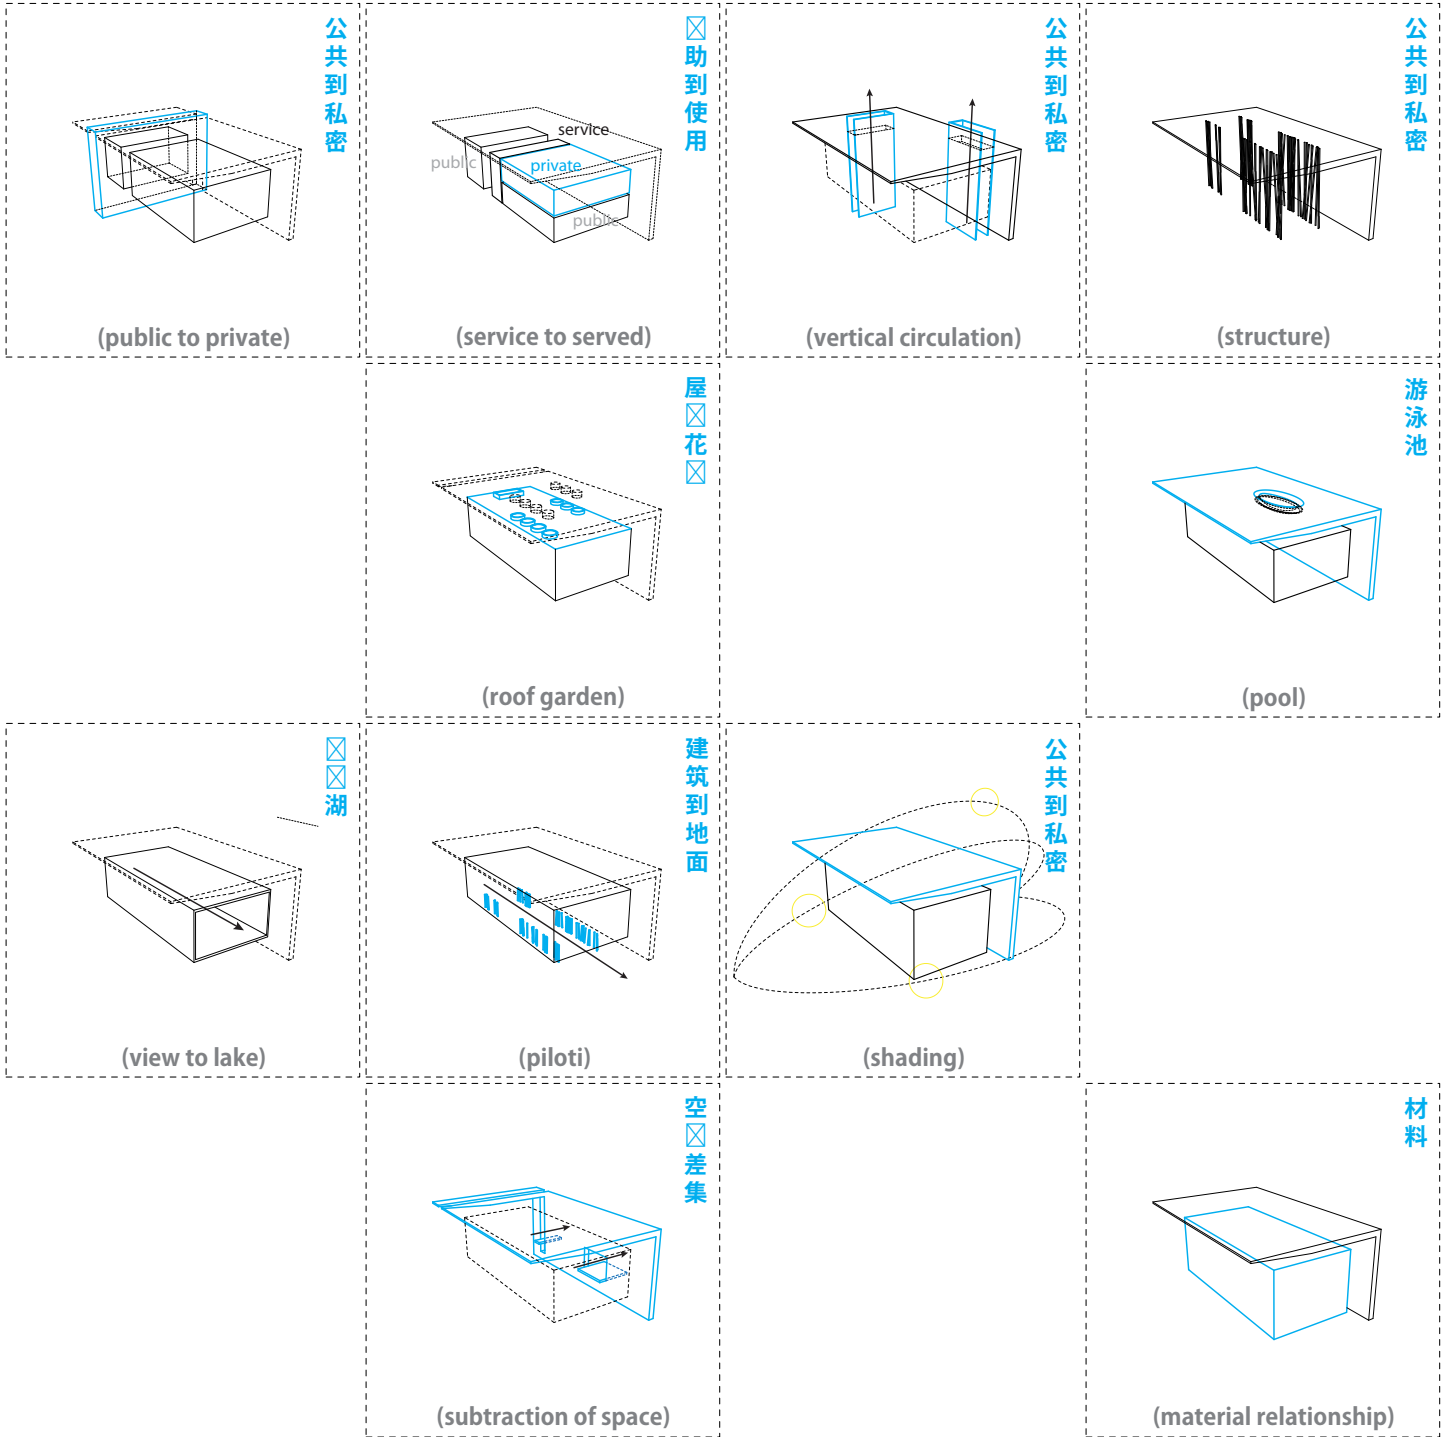 公共到私密
(public to private)
助到使用
service
public
private
public
(service to served)
公共到私密
(vertical circulation)
公共到私密
(structure)
屋花
(roof garden)
游泳池
(pool)
湖
(view to lake)
建筑到地面
(piloti)
公共到私密
(shading)
空差集
(subtraction of space)
材料
(material relationship)